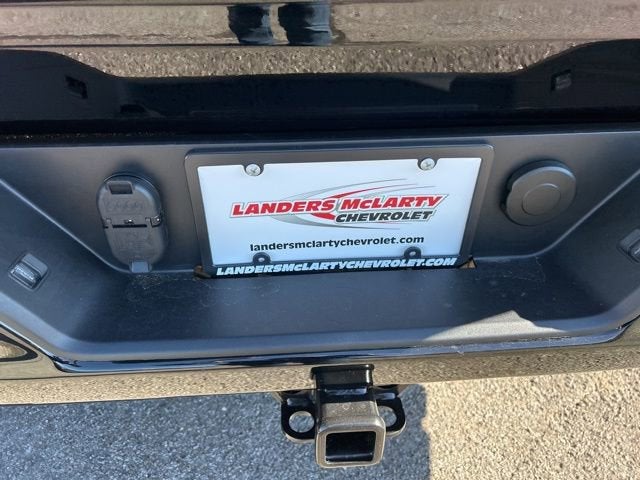 LANDERS McLARTY
CHEVROLET
landersmclartychevrolet.com
LANDERSMCLARTYCHEVROLET.COM